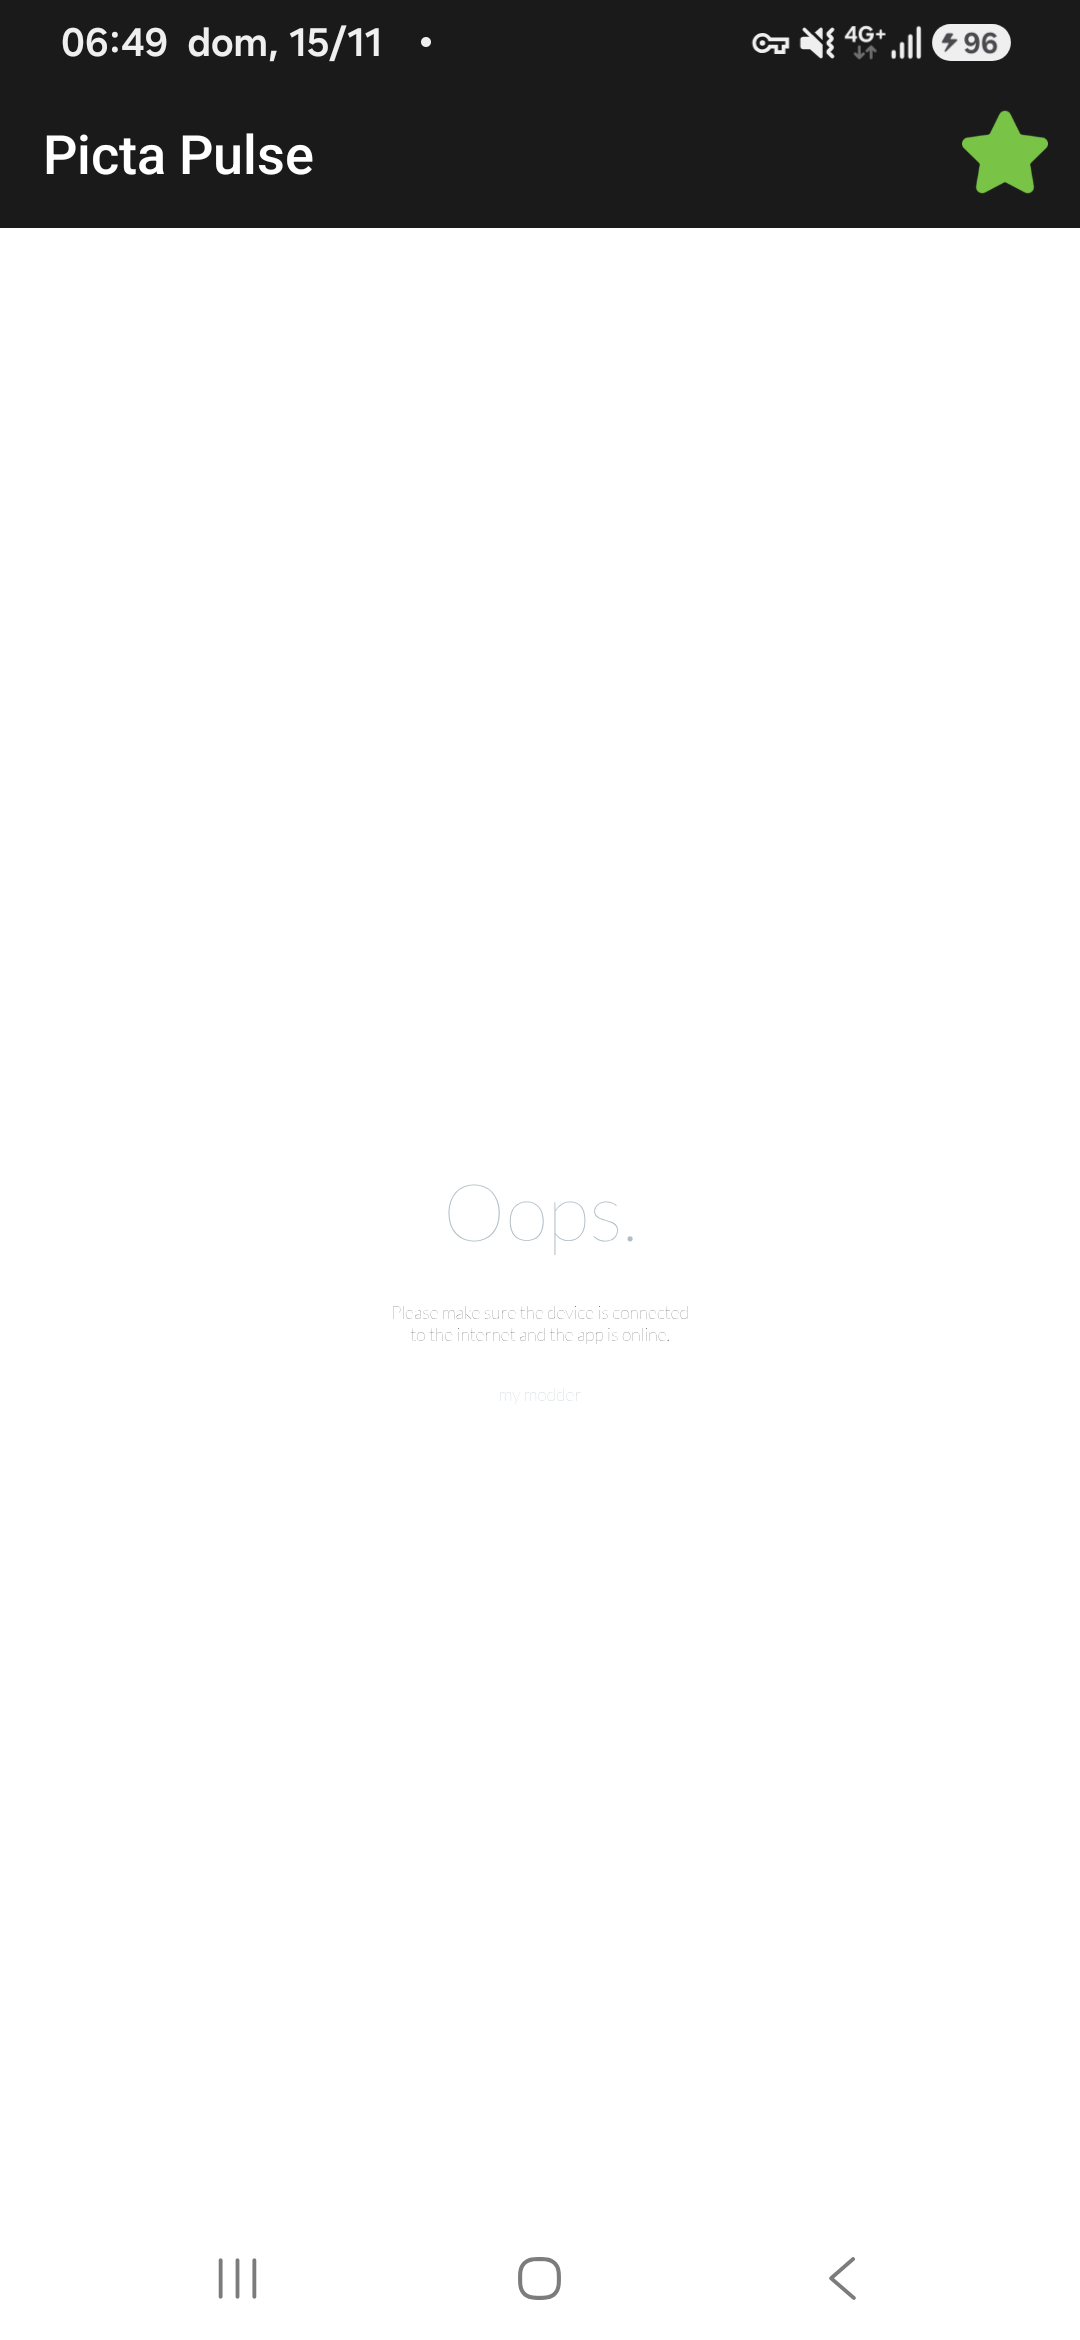 06:49 dom, 15/11 •
4G+
96
Picta Pulse
Oops.
Please make sure the device is connected
to the internet and the app is online.
my modder